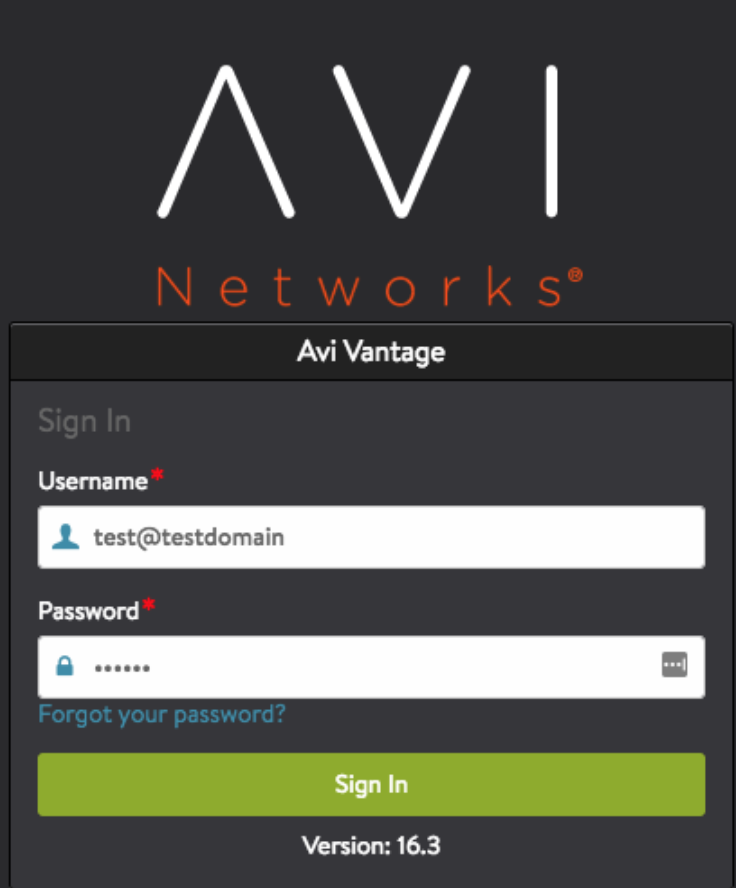 AVI
Networks®
Avi Vantage
Sign In
Username*
test@testdomain
Password*
••••••
Forgot your password?
Sign In
Version: 16.3